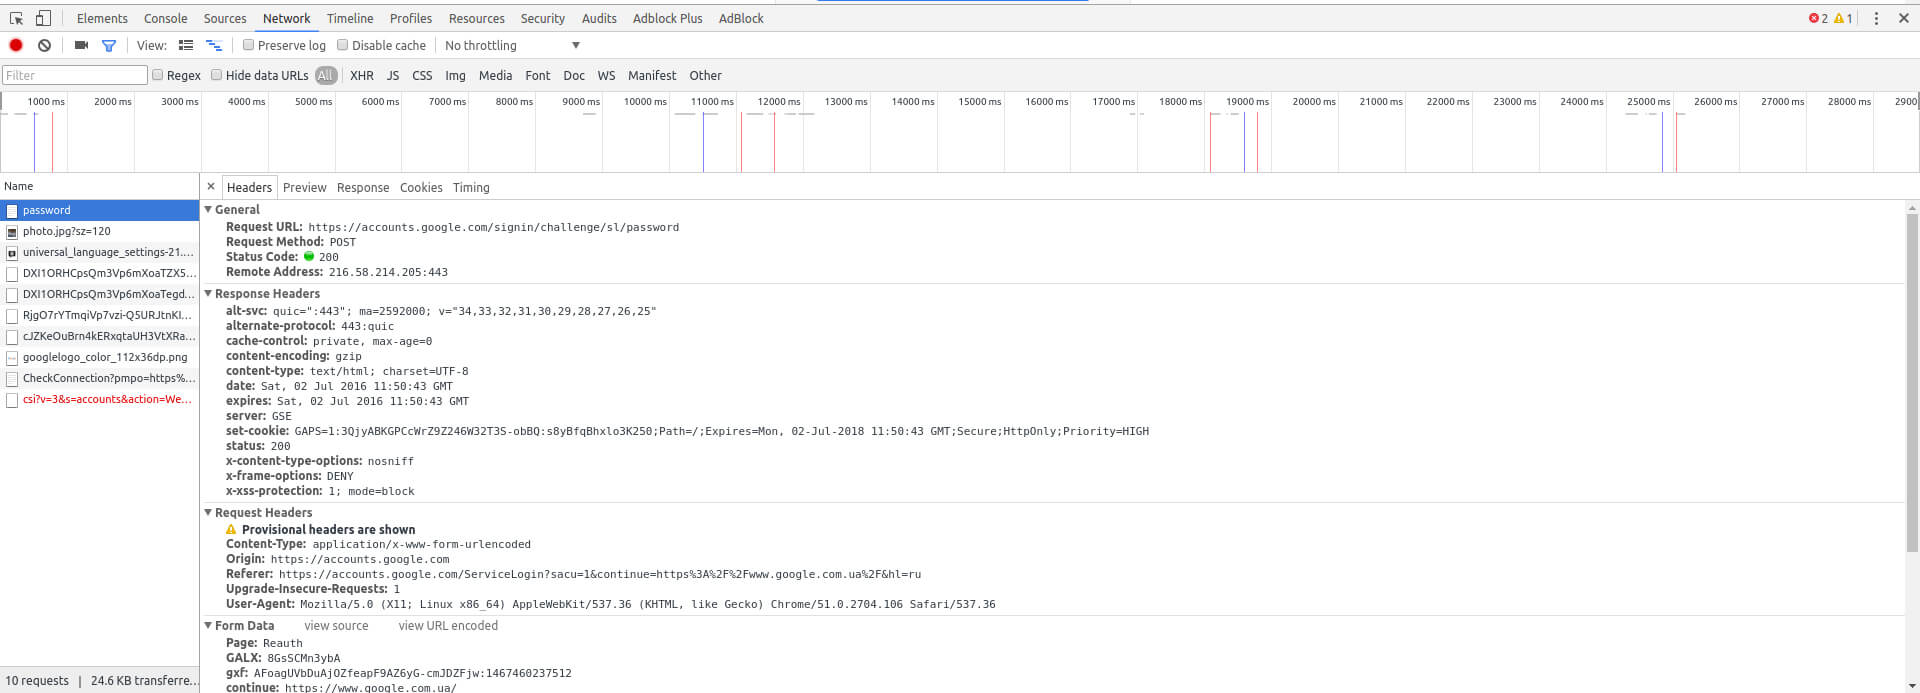 Elements Console Sources Network Timeline Profiles Resources Security Audits Adblock Plus AdBlock 2 1
View: Preserve log Disable cache No throttling
Filter Regex Hide data URLs All XHR JS CSS Img Media Font Doc WS Manifest Other
1000 ms 2000 ms 3000 ms 4000 ms 5000 ms 6000 ms 7000 ms 8000 ms 9000 ms 10000 ms 11000 ms 12000 ms 13000 ms 14000 ms 15000 ms 16000 ms 17000 ms 18000 ms 19000 ms 20000 ms 21000 ms 22000 ms 23000 ms 24000 ms 25000 ms 26000 ms 27000 ms 28000 ms 2900
Name
password
photo.jpg?sz=120
universal_language_settings-21....
DXI1ORHCpsQm3Vp6mXoaTZX5...
DXI1ORHCpsQm3Vp6mXoaTegd...
RjgO7rYTmqiVp7vzi-Q5URJtnKI...
cJZKeOuBrn4kERxqtaUH3VtXRa...
googlelogo_color_112x36dp.png
CheckConnection?pmpo=https%...
csi?v=3&s=accounts&action=We...
10 requests | 24.6 KB transferre...
× Headers Preview Response Cookies Timing
General
Request URL: https://accounts.google.com/signin/challenge/sl/password
Request Method: POST
Status Code: 200
Remote Address: 216.58.214.205:443
Response Headers
alt-svc: quic=":443"; ma=2592000; v="34,33,32,31,30,29,28,27,26,25"
alternate-protocol: 443:quic
cache-control: private, max-age=0
content-encoding: gzip
content-type: text/html; charset=UTF-8
date: Sat, 02 Jul 2016 11:50:43 GMT
expires: Sat, 02 Jul 2016 11:50:43 GMT
server: GSE
set-cookie: GAPS=1:3QjyABKGPCcWrZ9Z246W32T3S-obBQ:s8yBfqBhxlo3K250;Path=/;Expires=Mon, 02-Jul-2018 11:50:43 GMT;Secure;HttpOnly;Priority=HIGH
status: 200
x-content-type-options: nosniff
x-frame-options: DENY
x-xss-protection: 1; mode=block
Request Headers
Provisional headers are shown
Content-Type: application/x-www-form-urlencoded
Origin: https://accounts.google.com
Referer: https://accounts.google.com/ServiceLogin?sacu=1&continue=https%3A%2F%2Fwww.google.com.ua%2F&hl=ru
Upgrade-Insecure-Requests: 1
User-Agent: Mozilla/5.0 (X11; Linux x86_64) AppleWebKit/537.36 (KHTML, like Gecko) Chrome/51.0.2704.106 Safari/537.36
Form Data view source view URL encoded
Page: Reauth
GALX: 8GsSCMn3ybA
gxf: AFoagUVbDuAjOZfeapF9AZ6yG-cmJDZFjw:1467460237512
continue: https://www.google.com.ua/